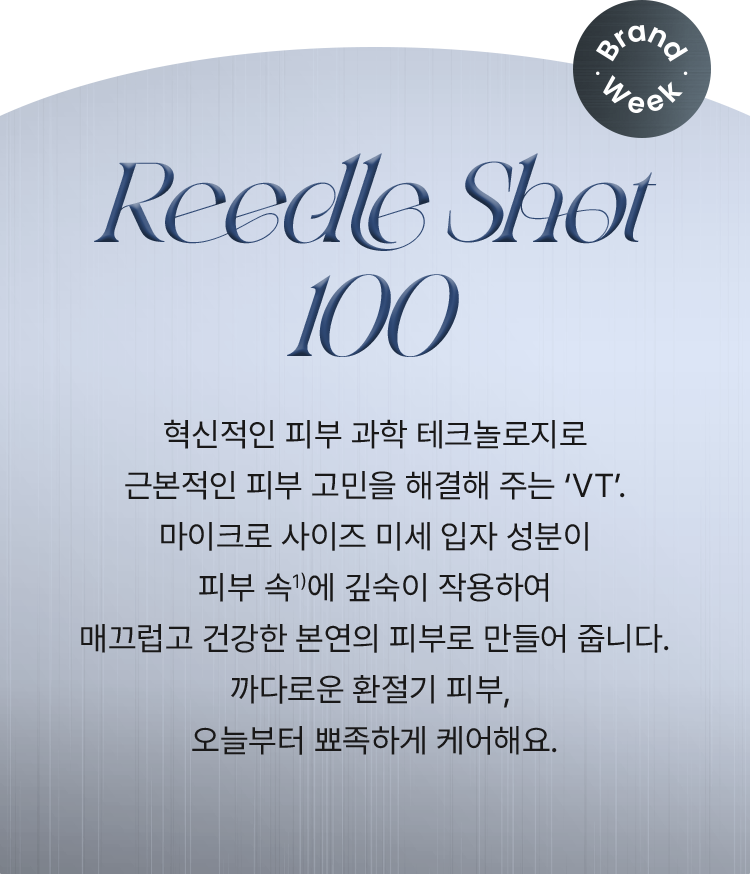 Brand
Week
Reedle Shot
100
혁신적인 피부 과학 테크놀로지로
근본적인 피부 고민을 해결해 주는 ‘VT’.
마이크로 사이즈 미세 입자 성분이
피부 속1)에 깊숙이 작용하여
매끄럽고 건강한 본연의 피부로 만들어 줍니다.
까다로운 환절기 피부,
오늘부터 뾰족하게 케어해요.